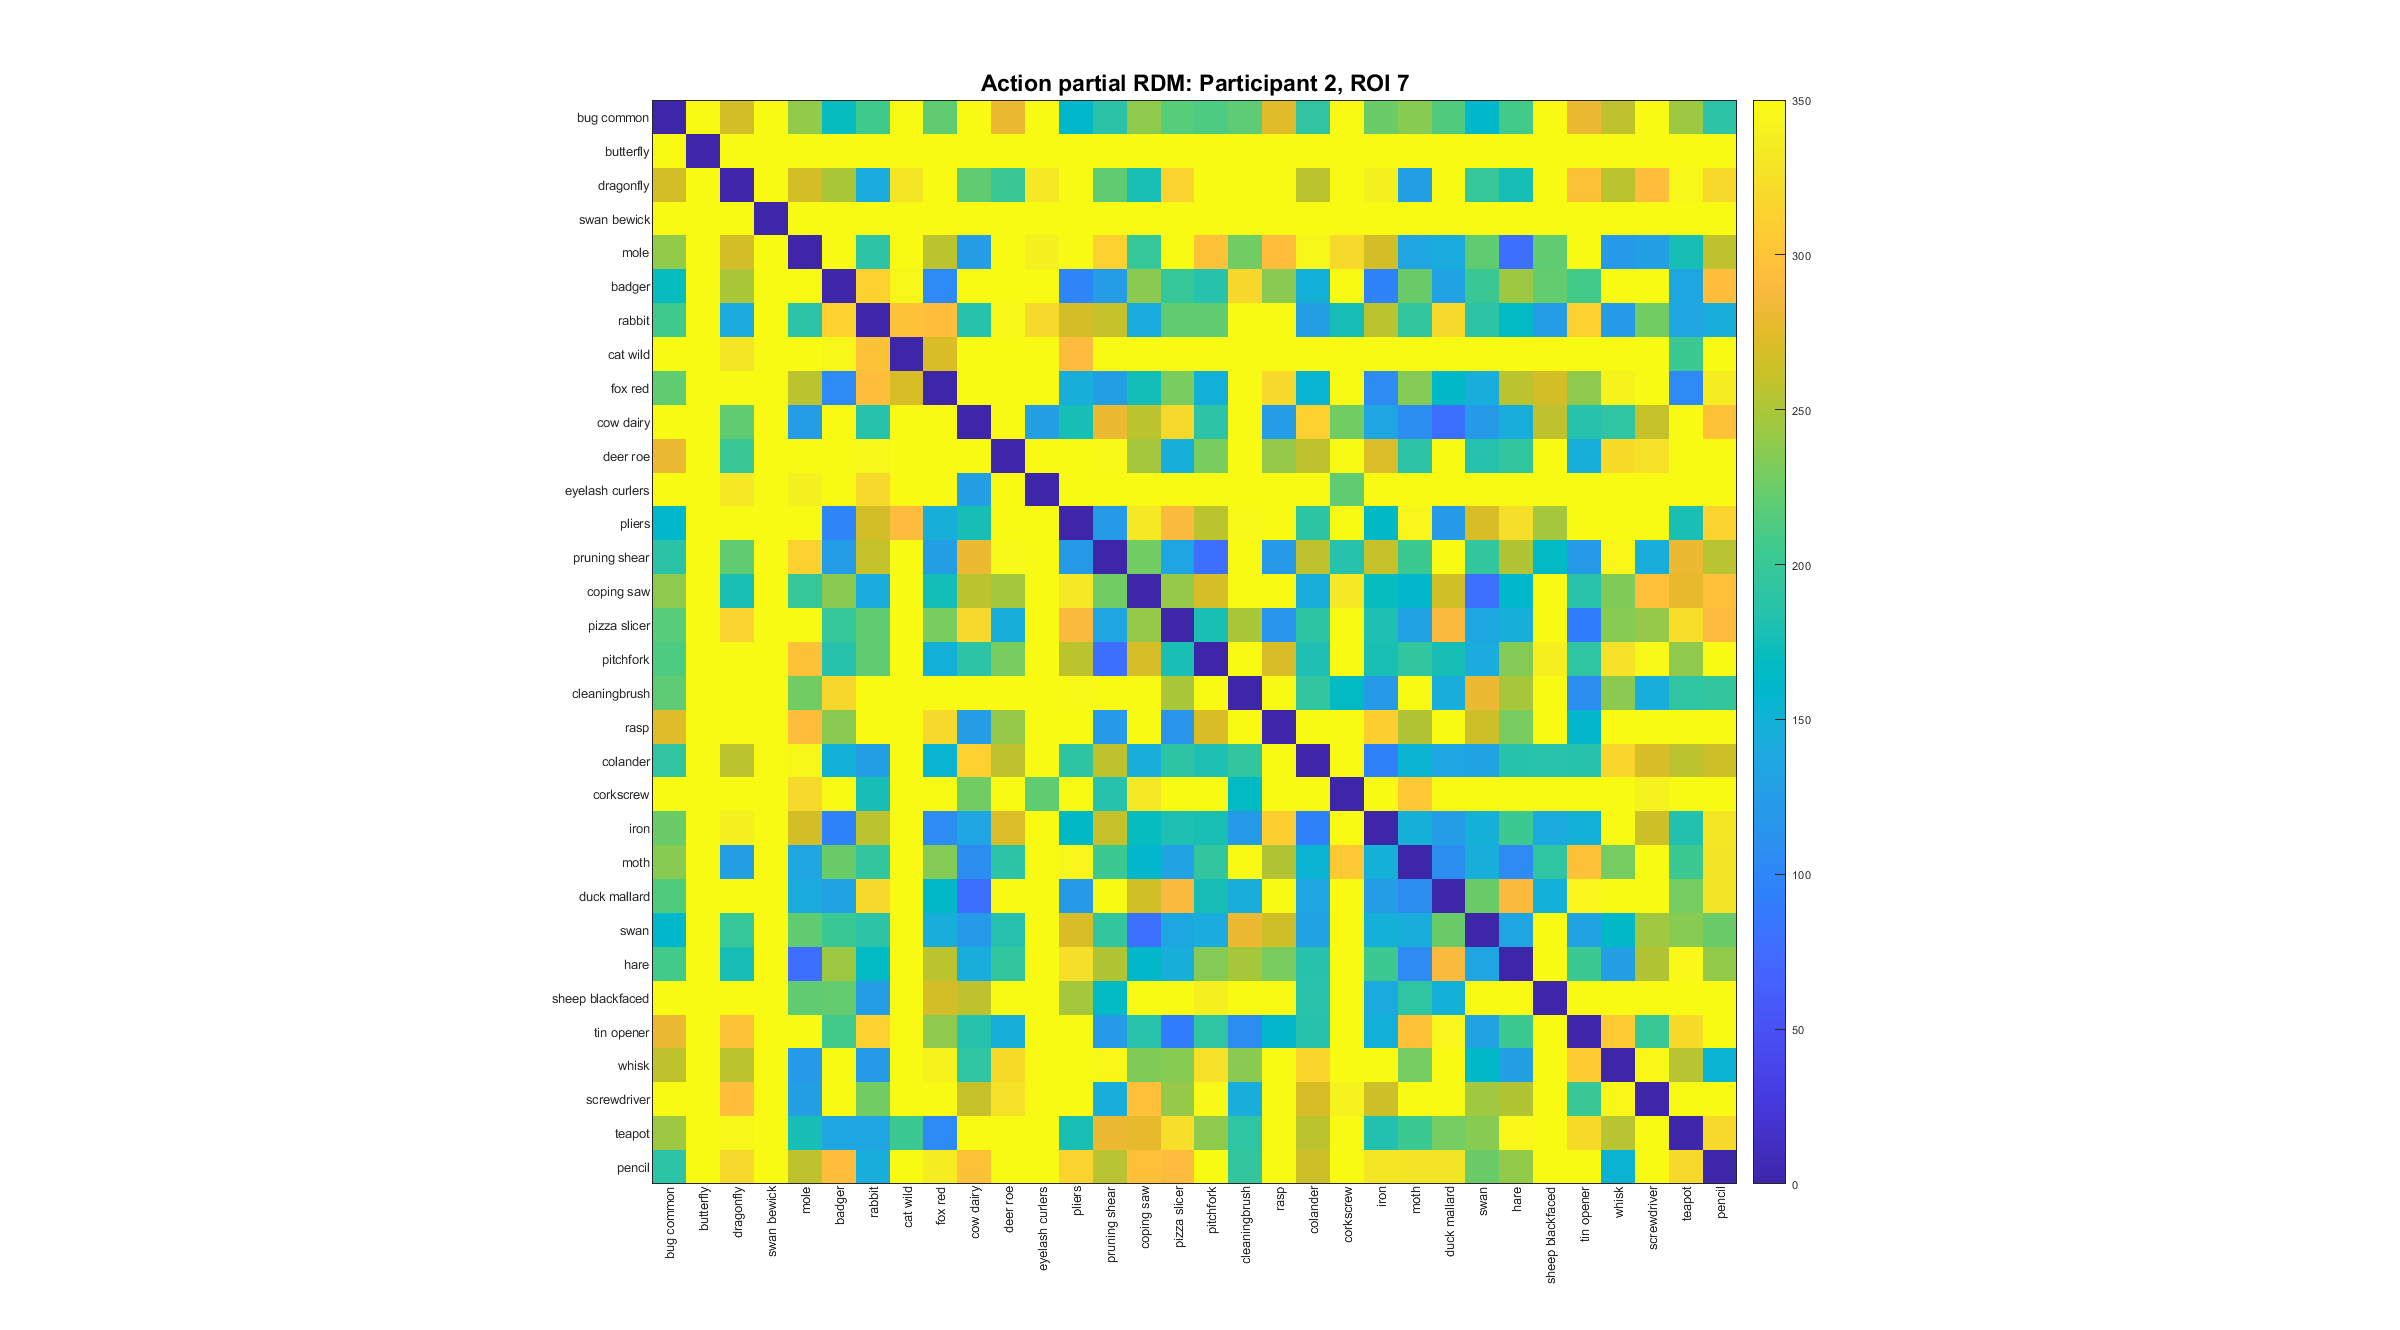 Action partial RDM: Participant 2, ROI 7
bug common
butterfly
dragonfly
swan bewick
mole
badger
rabbit
cat wild
fox red
cow dairy
deer roe
eyelash curlers
pliers
pruning shear
coping saw
pizza slicer
pitchfork
cleaningbrush
rasp
colander
corkscrew
iron
moth
duck mallard
swan
hare
sheep blackfaced
tin opener
whisk
screwdriver
teapot
pencil
bug common
butterfly
dragonfly
swan bewick
mole
badger
rabbit
cat wild
fox red
cow dairy
deer roe
eyelash curlers
pliers
pruning shear
coping saw
pizza slicer
pitchfork
cleaningbrush
rasp
colander
corkscrew
iron
moth
duck mallard
swan
hare
sheep blackfaced
tin opener
whisk
screwdriver
teapot
pencil
350
300
250
200
150
100
50
0